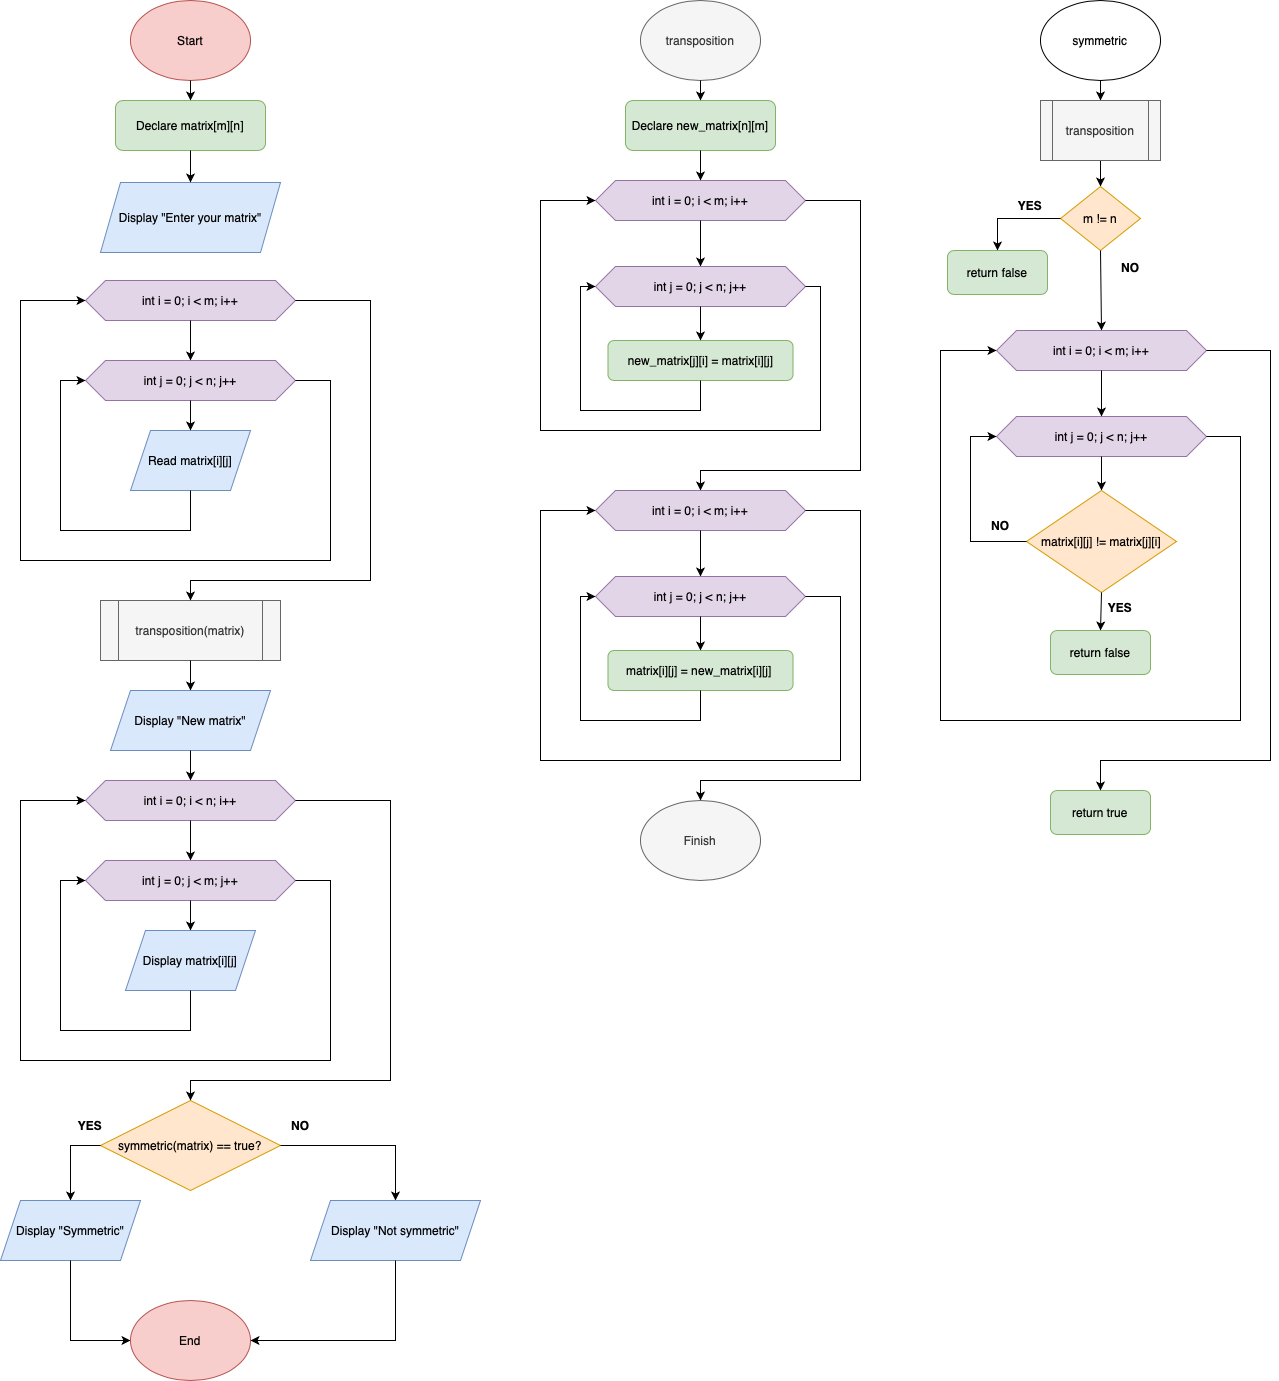 Start
Declare matrix[m][n]
Display "Enter your matrix"
int i = 0; i < m; i++
int j = 0; j < n; j++
Read matrix[i][j]
transposition(matrix)
Display "New matrix"
int i = 0; i < n; i++
int j = 0; j < m; j++
Display matrix[i][j]
YES
NO
symmetric(matrix) == true?
Display "Symmetric"
Display "Not symmetric"
End
transposition
Declare new_matrix[n][m]
int i = 0; i < m; i++
int j = 0; j < n; j++
new_matrix[j][i] = matrix[i][j]
int i = 0; i < m; i++
int j = 0; j < n; j++
matrix[i][j] = new_matrix[i][j]
Finish
symmetric
transposition
YES
m != n
return false
NO
int i = 0; i < m; i++
int j = 0; j < n; j++
NO
matrix[i][j] != matrix[j][i]
YES
return false
return true